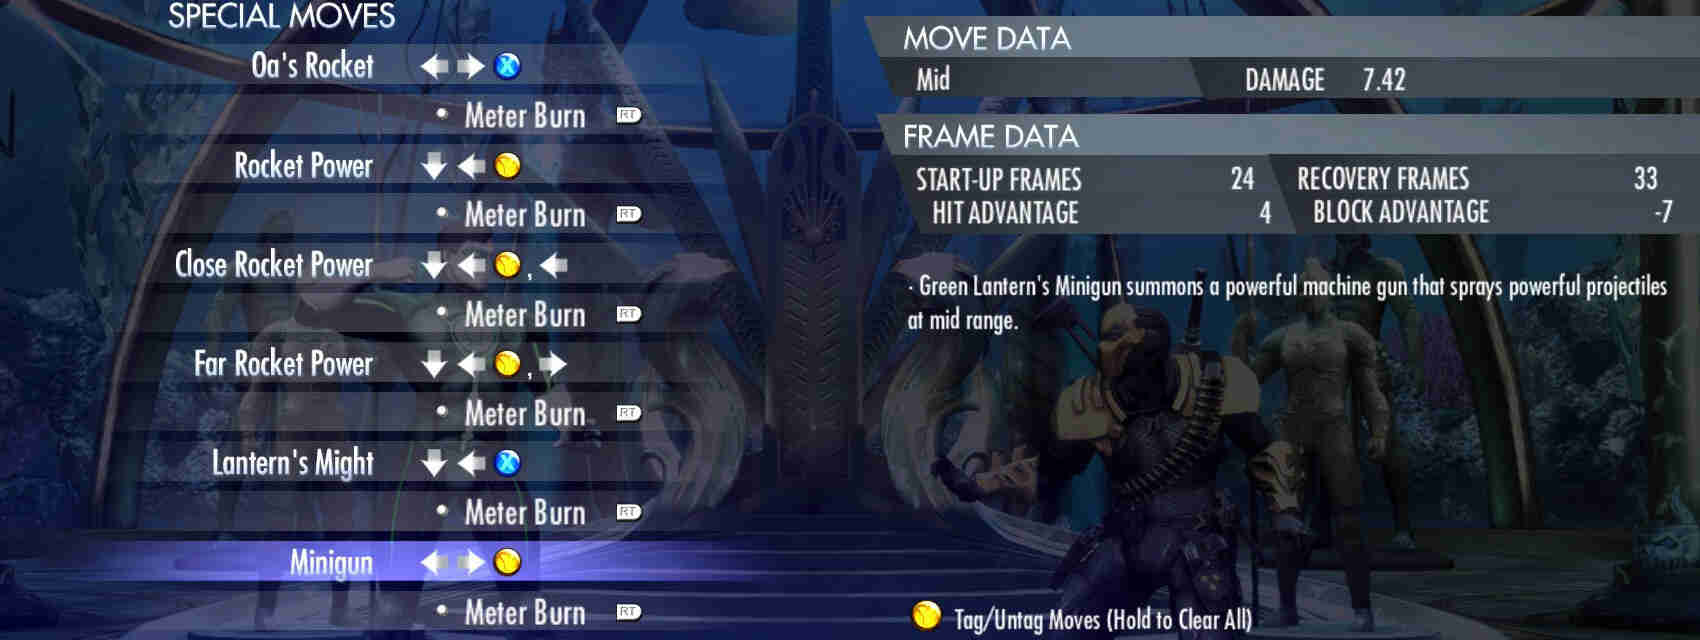 SPECIAL MOVES
Oa's Rocket X
Meter Burn RT
Rocket Power Y
Meter Burn RT
Close Rocket Power Y ,
Meter Burn RT
Far Rocket Power Y ,
Meter Burn RT
Lantern's Might X
Meter Burn RT
Minigun Y
Meter Burn RT
MOVE DATA
Mid DAMAGE 7.42
FRAME DATA
START-UP FRAMES 24 RECOVERY FRAMES 33
HIT ADVANTAGE 4 BLOCK ADVANTAGE -7
· Green Lantern's Minigun summons a powerful machine gun that sprays powerful projectiles
at mid range.
Y Tag/Untag Moves (Hold to Clear All)